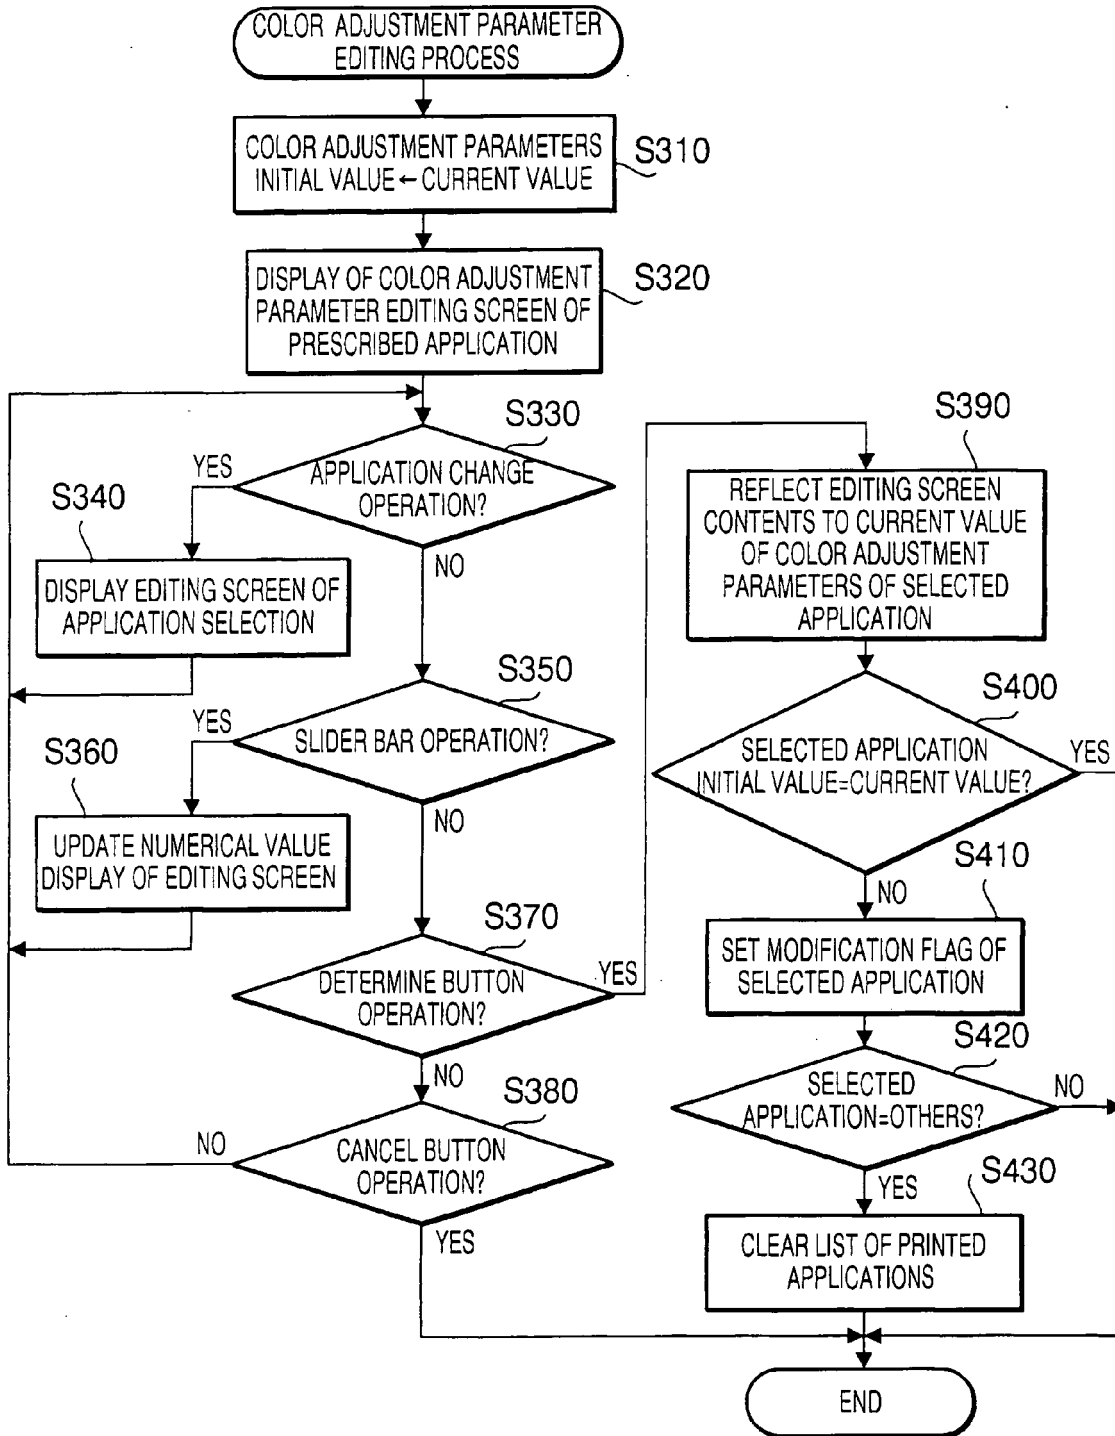 COLOR ADJUSTMENT PARAMETER
EDITING PROCESS
COLOR ADJUSTMENT PARAMETERS
INITIAL VALUE ← CURRENT VALUE
S310
DISPLAY OF COLOR ADJUSTMENT
PARAMETER EDITING SCREEN OF
PRESCRIBED APPLICATION
S320
S330
APPLICATION CHANGE
OPERATION?
YES
NO
S340
DISPLAY EDITING SCREEN OF
APPLICATION SELECTION
S350
SLIDER BAR OPERATION?
YES
NO
S360
UPDATE NUMERICAL VALUE
DISPLAY OF EDITING SCREEN
S370
DETERMINE BUTTON
OPERATION?
YES
NO
S380
CANCEL BUTTON
OPERATION?
NO
YES
S390
REFLECT EDITING SCREEN
CONTENTS TO CURRENT VALUE
OF COLOR ADJUSTMENT
PARAMETERS OF SELECTED
APPLICATION
S400
SELECTED APPLICATION
INITIAL VALUE=CURRENT VALUE?
YES
NO
S410
SET MODIFICATION FLAG OF
SELECTED APPLICATION
S420
SELECTED
APPLICATION=OTHERS?
NO
YES
S430
CLEAR LIST OF PRINTED
APPLICATIONS
END